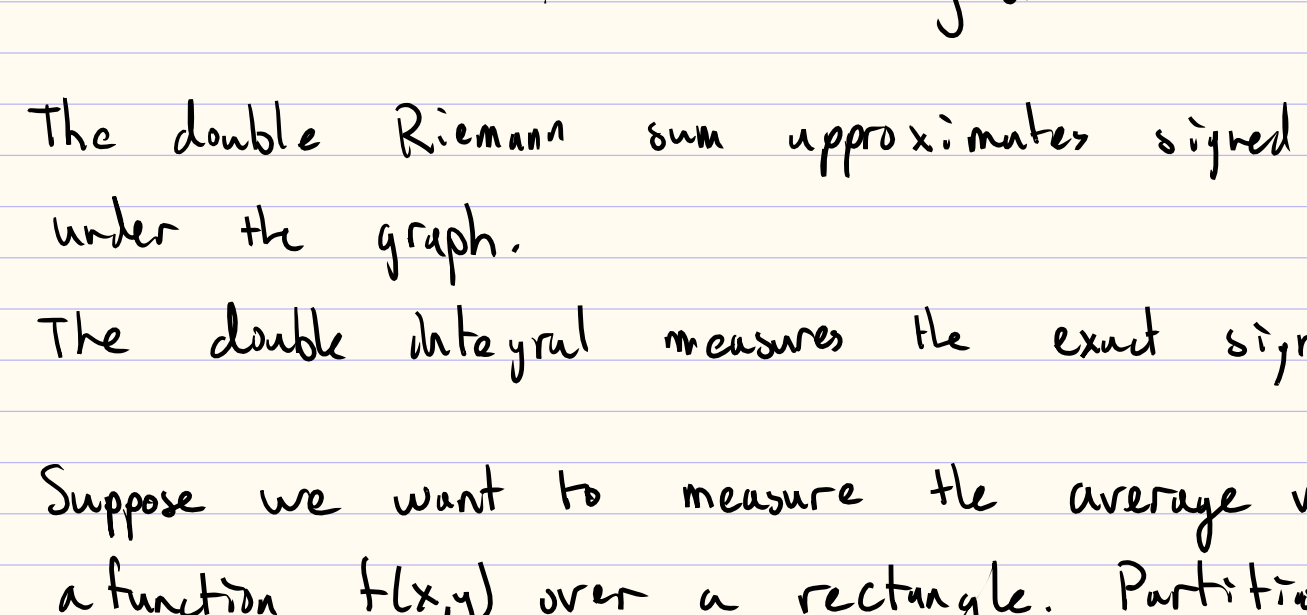 The double Riemann sum approximates signed
under the graph.
The double integral measures the exact
Suppose we want to measure the average
a function f(x,y) over a rectangle.